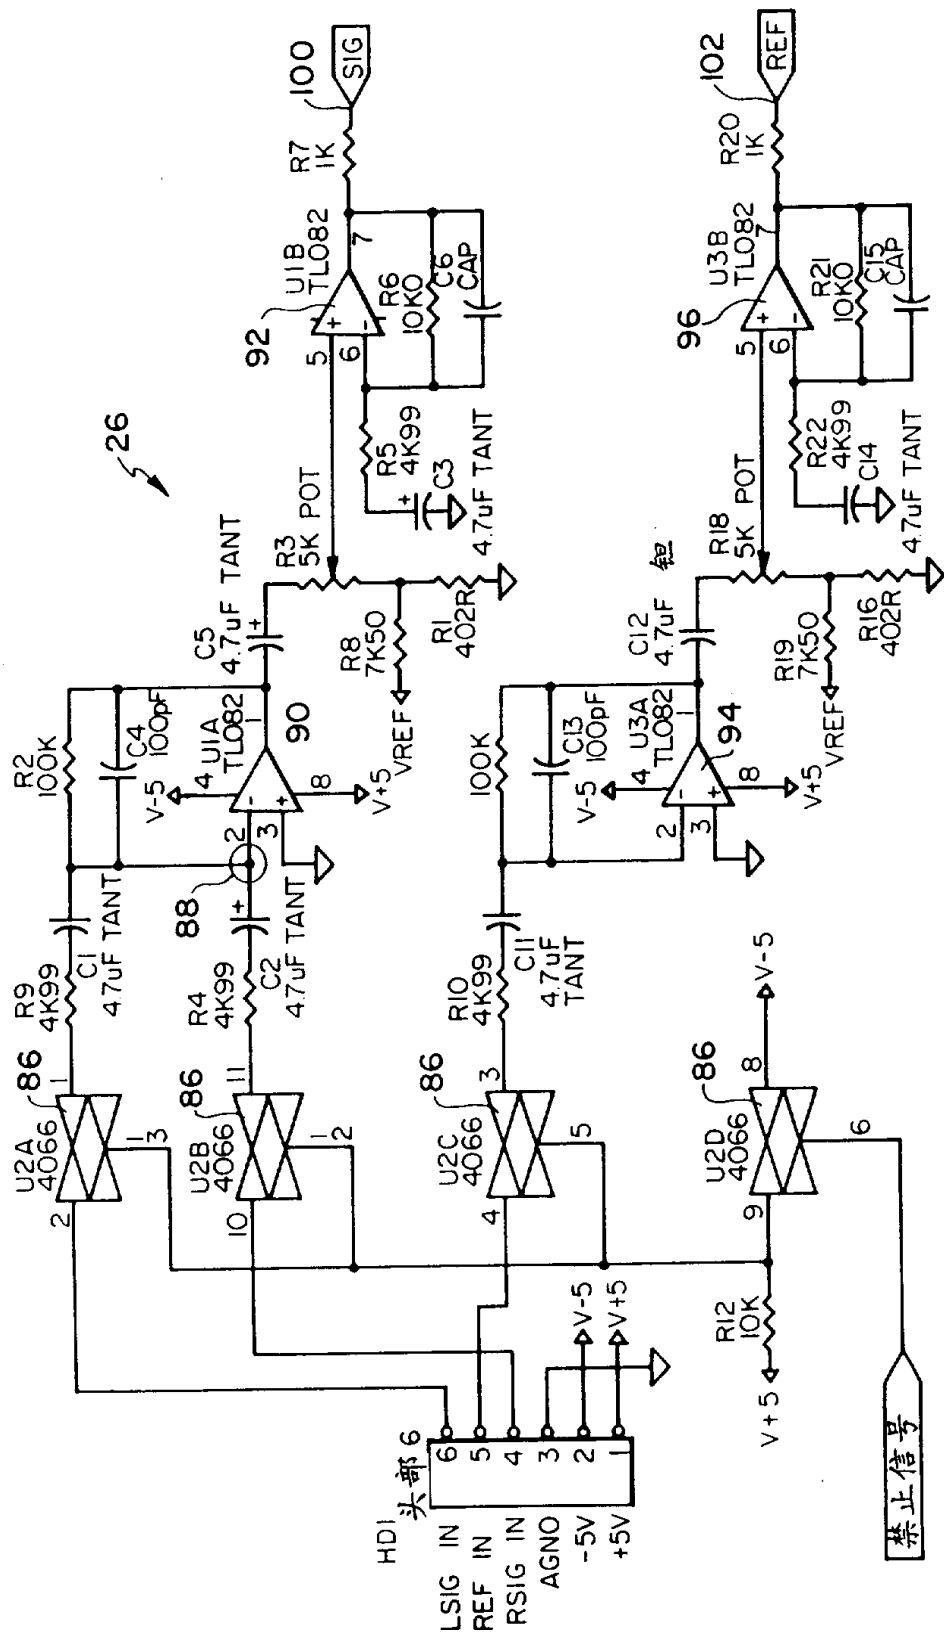 26
R9
4K99
C1
4.7uF TANT
R2
100K
C4
100pF
V-5
4
U1A
TL082
90
1
C5
4.7uF TANT
+
U2A
4066
86
2
1
1
3
R4
4K99
C2
4.7uF TANT
+
88
2
3
-
+
8
V+5
R3
5K POT
R8
7K50
VREF
R1
402R
92
U1B
TL082
5
6
+
-
7
R6
10K0
C6
CAP
R5
4K99
C3
+
4.7uF TANT
R7
1K
100
SIG
U2B
4066
86
10
11
1
2
U2C
4066
86
4
3
5
R10
4K99
C11
4.7uF
TANT
100K
C13
100pF
V-5
4
U3A
TL082
94
1
2
3
-
+
8
V+5
C12
4.7uF
钽
R18
5K POT
R19
7K50
VREF
R16
402R
96
U3B
TL082
5
6
+
-
7
R21
10K0
C15
CAP
R22
4K99
C14
4.7uF TANT
R20
1K
102
REF
U2D
4066
86
9
8
6
V-5
R12
10K
V+5
HD1
头部 6
LSIG IN
6
REF IN
5
RSIG IN
4
AGNO
3
-5V
2
V-5
+5V
1
V+5
禁止信号